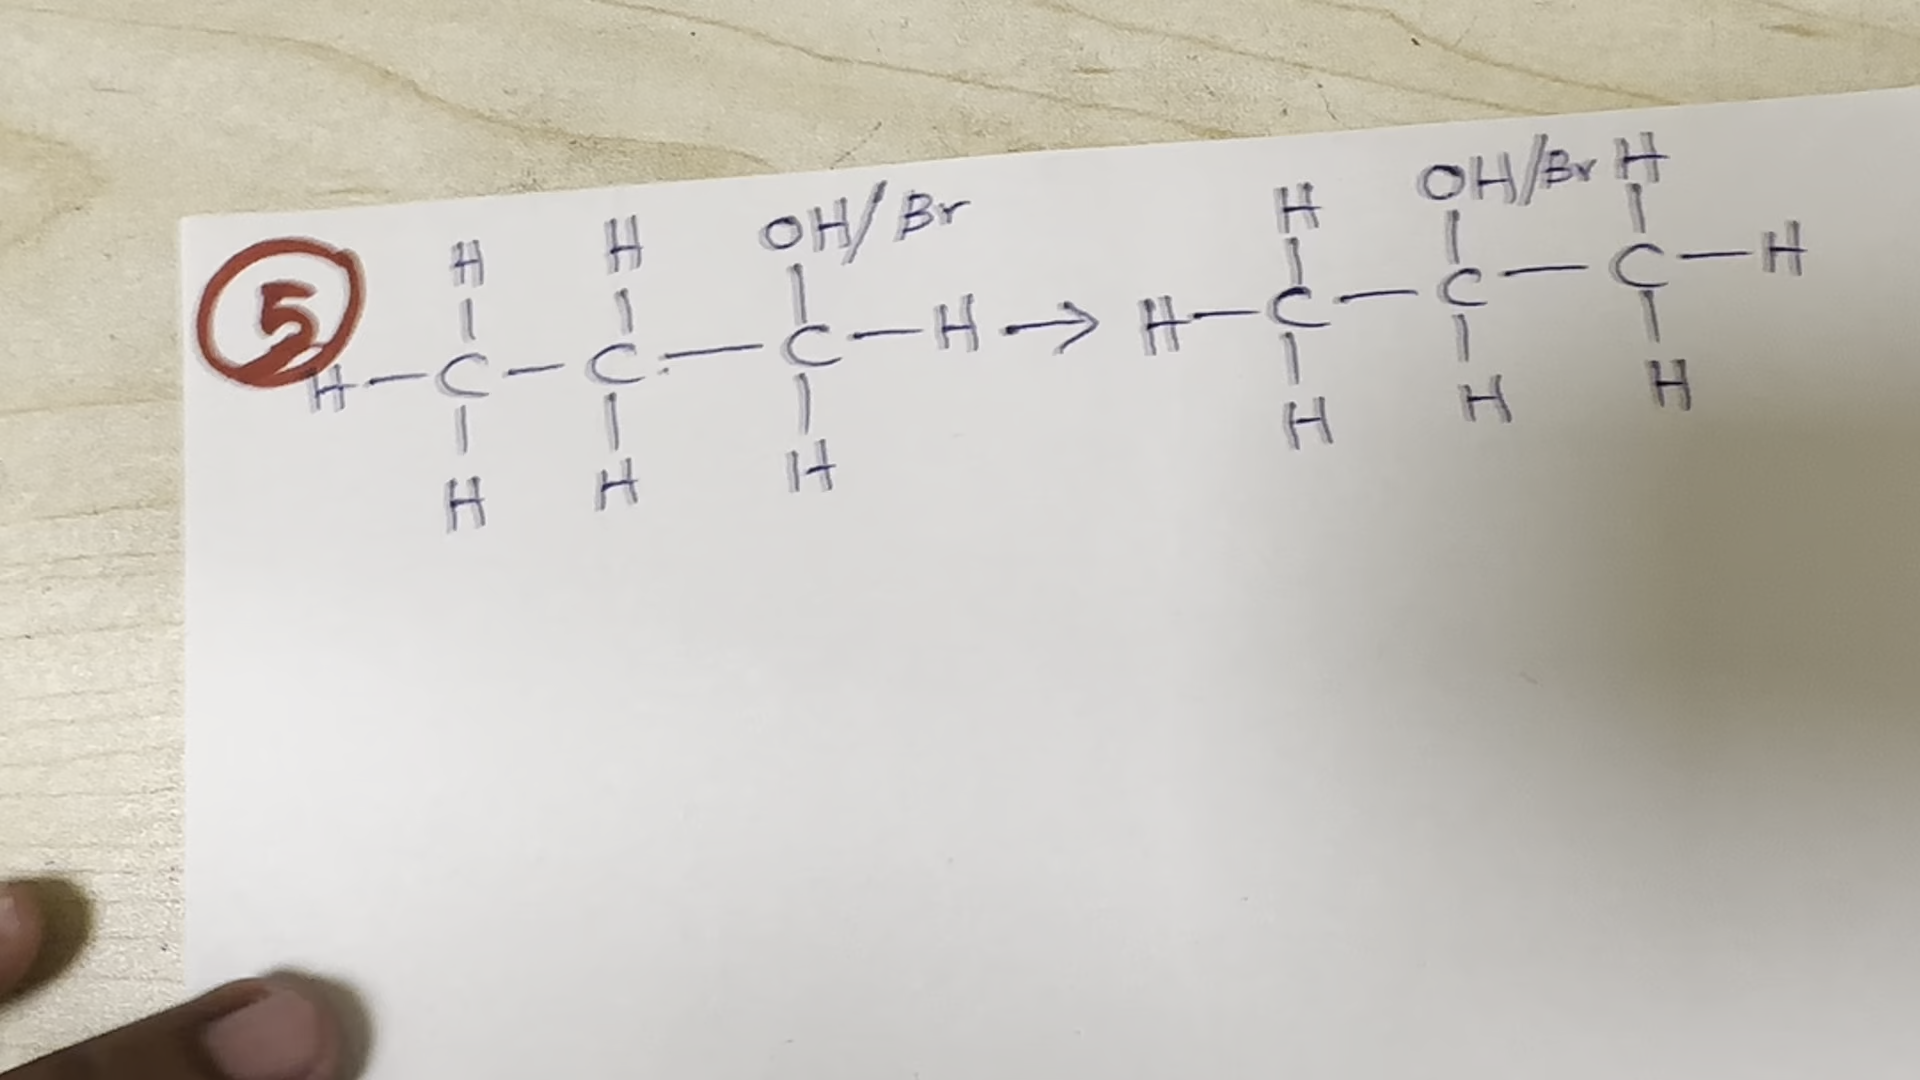 5
H H OH/Br H OH/Br H
H-C-C-C-H → H-C-C-C-H
H H H H H H